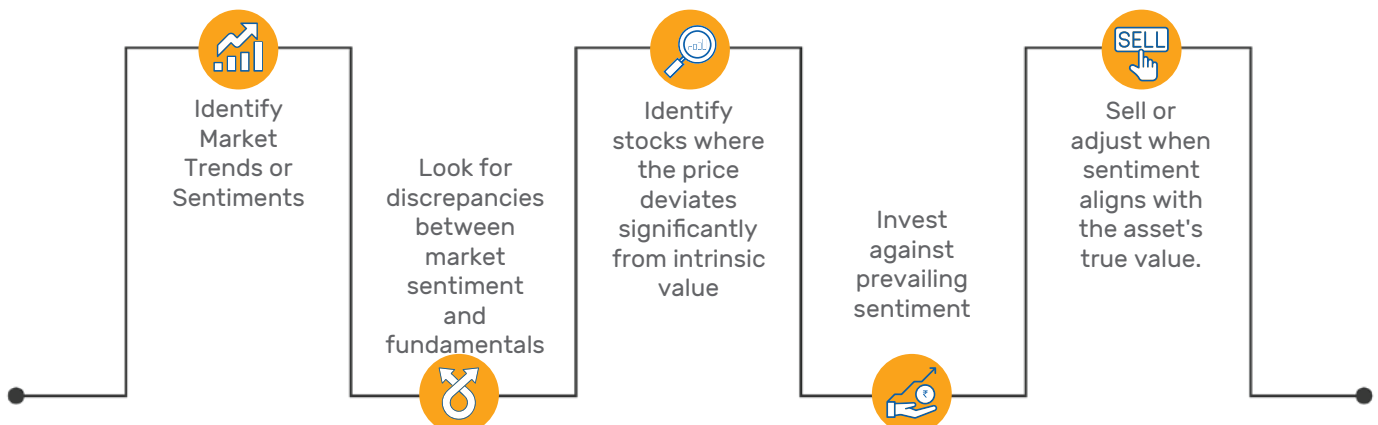 Identify
Market
Trends or
Sentiments
Look for
discrepancies
between
market
sentiment
and
fundamentals
Identify
stocks where
the price
deviates
significantly
from intrinsic
value
Invest
against
prevailing
sentiment
₹
SELL
Sell or
adjust when
sentiment
aligns with
the asset's
true value.